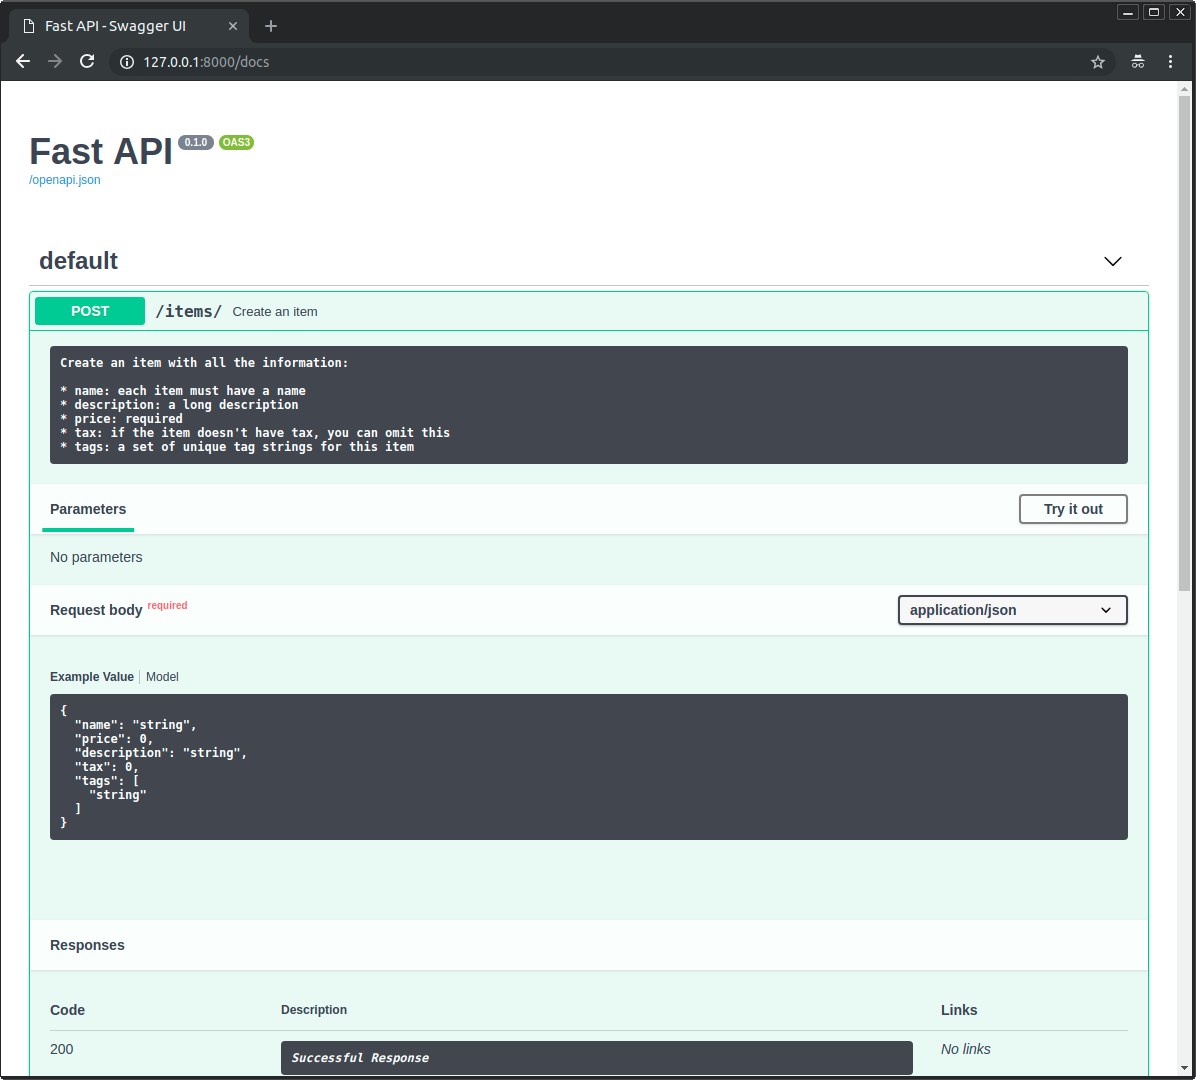 Fast API - Swagger UI
127.0.0.1:8000/docs
Fast API 0.1.0 OAS3
/openapi.json
default
POST /items/ Create an item
Create an item with all the information:
* name: each item must have a name
* description: a long description
* price: required
* tax: if the item doesn't have tax, you can omit this
* tags: a set of unique tag strings for this item
Parameters Try it out
No parameters
Request body required application/json
Example Value Model
{
  "name": "string",
  "price": 0,
  "description": "string",
  "tax": 0,
  "tags": [
    "string"
  ]
}
Responses
Code Description Links
200 Successful Response No links